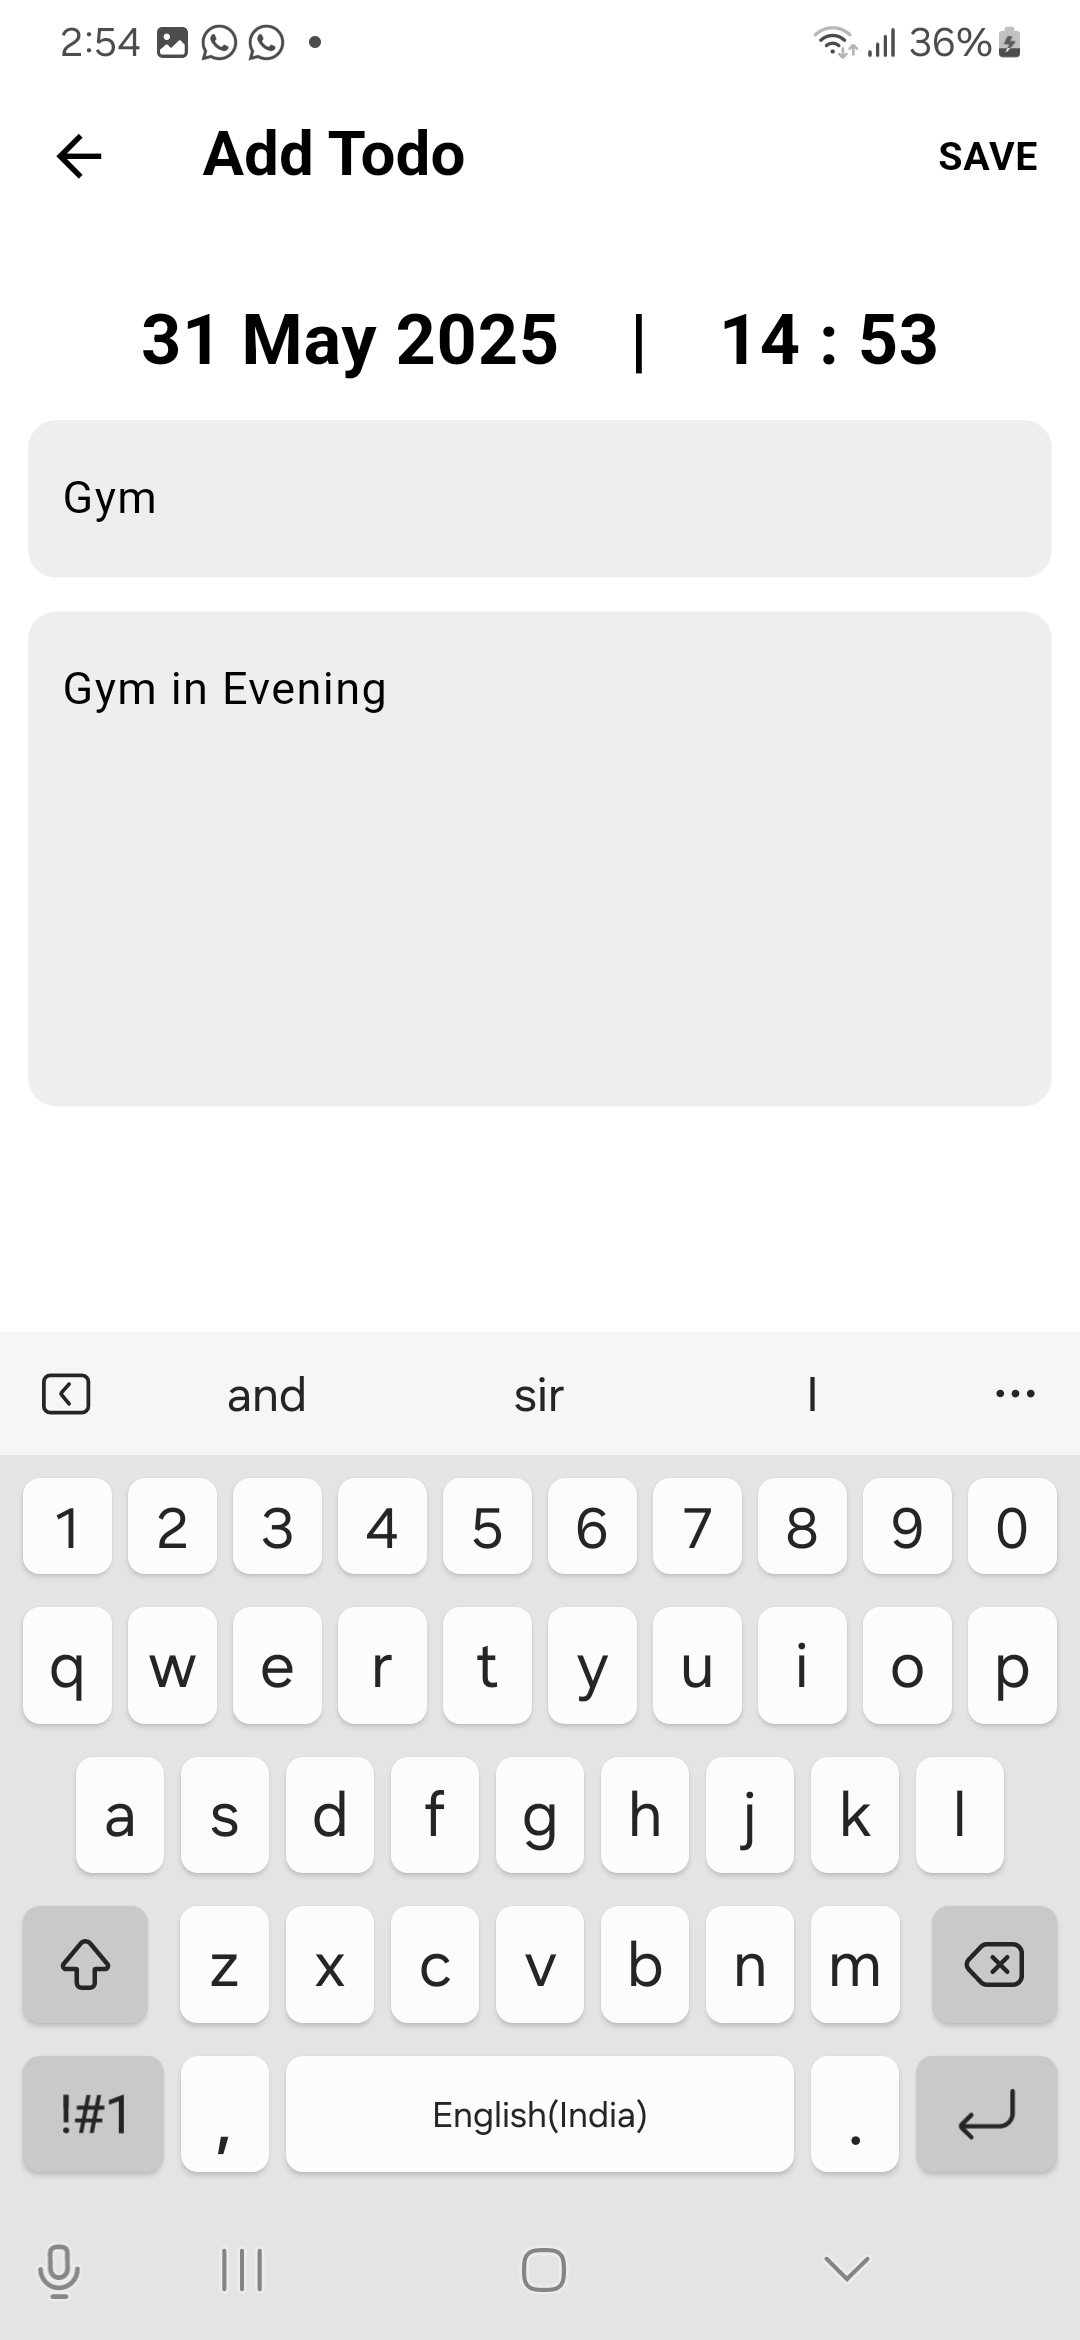 2:54 36%
Add Todo SAVE
31 May 2025 | 14 : 53
Gym
Gym in Evening
and sir I ...
1 2 3 4 5 6 7 8 9 0
q w e r t y u i o p
a s d f g h j k l
z x c v b n m
!#1 , English(India) .